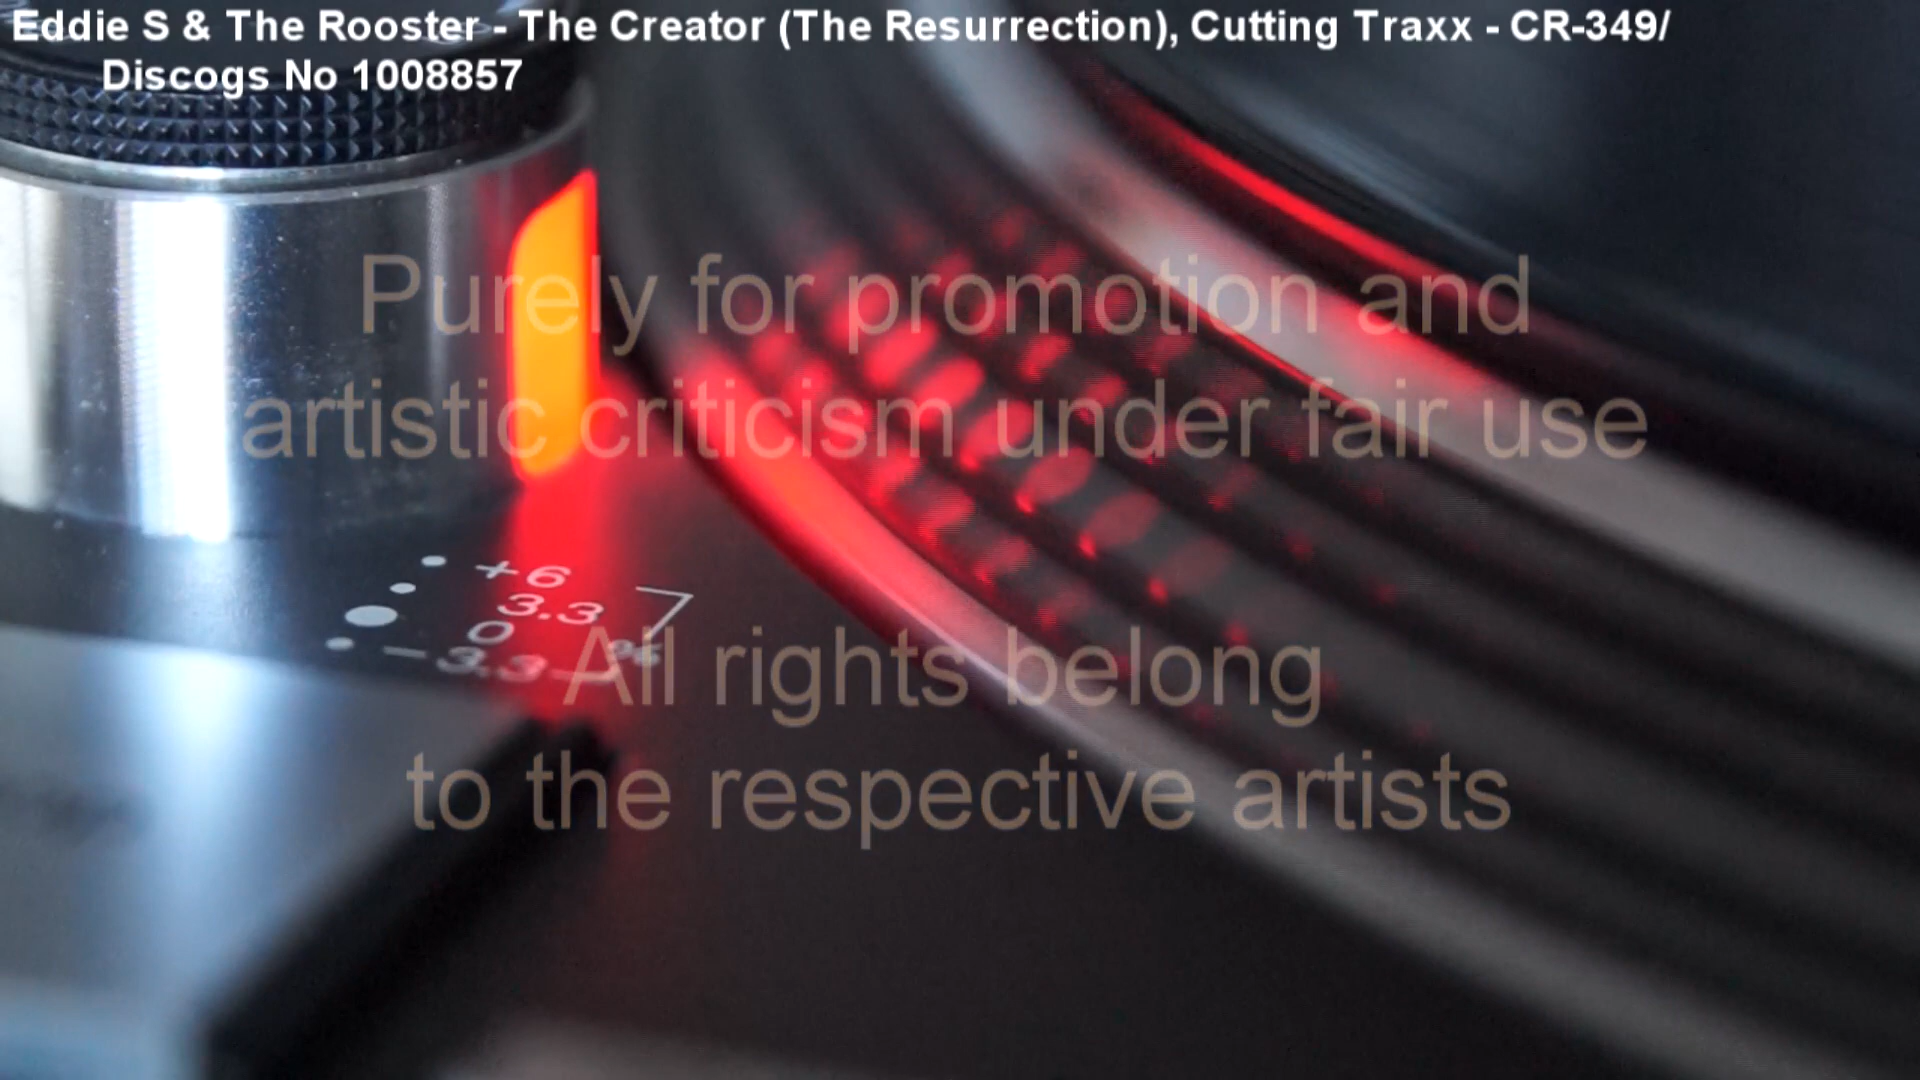 Eddie S & The Rooster - The Creator (The Resurrection), Cutting Traxx - CR-349/
Discogs No 1008857
Purely for promotion and
artistic criticism under fair use
+6
3.3
0
-3.3
%
All rights belong
to the respective artists